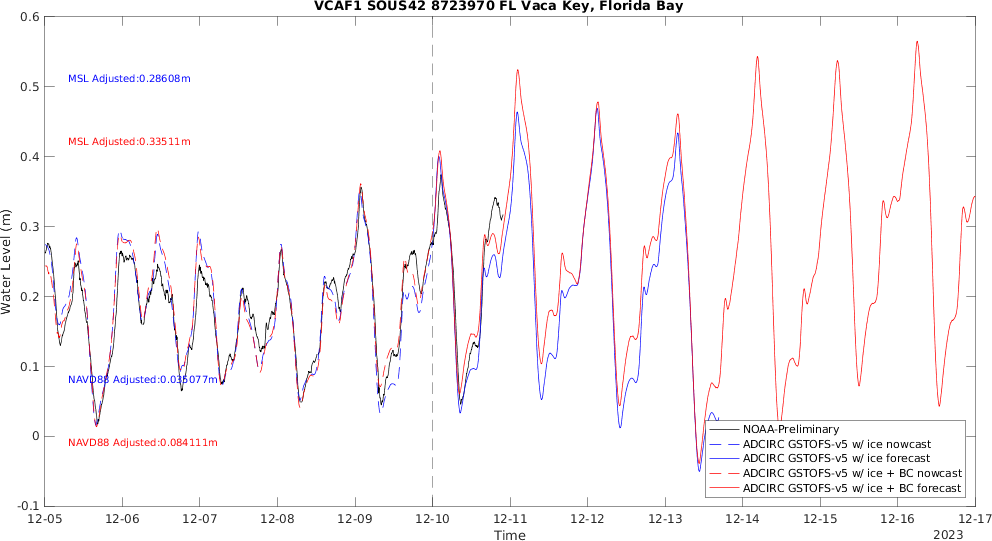 VCAF1 SOUS42 8723970 FL Vaca Key, Florida Bay
0.6
0.5
0.4
0.3
0.2
0.1
0
-0.1
Water Level (m)
MSL Adjusted:0.28608m
MSL Adjusted:0.33511m
NAVD88 Adjusted:0.035077m
NAVD88 Adjusted:0.084111m
NOAA-Preliminary
ADCIRC GSTOFS-v5 w/ ice nowcast
ADCIRC GSTOFS-v5 w/ ice forecast
ADCIRC GSTOFS-v5 w/ ice + BC nowcast
ADCIRC GSTOFS-v5 w/ ice + BC forecast
12-05 12-06 12-07 12-08 12-09 12-10 12-11 12-12 12-13 12-14 12-15 12-16 12-17
Time
2023